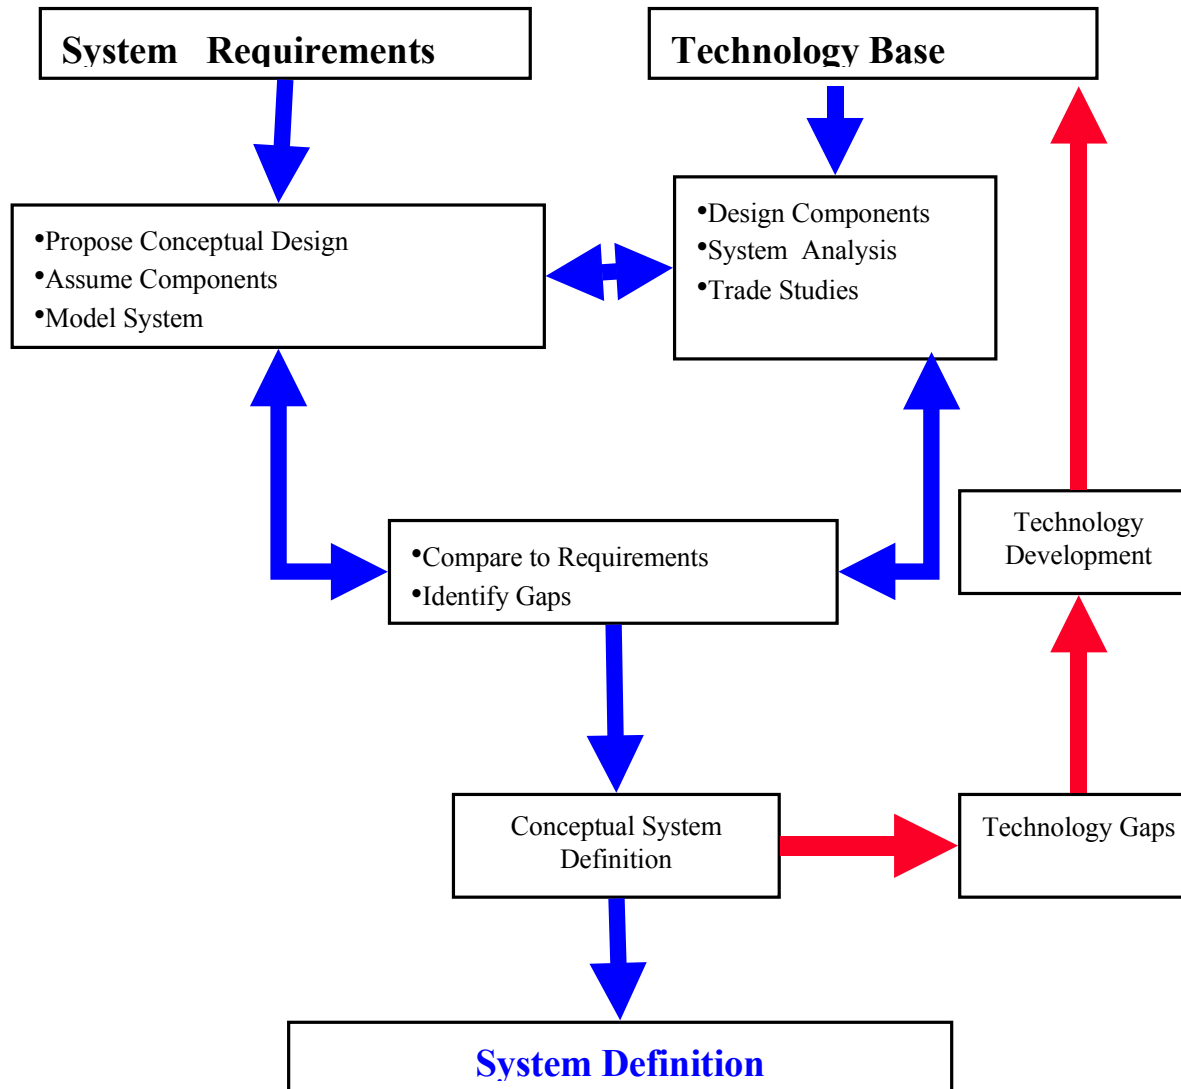 System Requirements
Technology Base
•Propose Conceptual Design
•Assume Components
•Model System
•Design Components
•System Analysis
•Trade Studies
•Compare to Requirements
•Identify Gaps
Technology
Development
Conceptual System
Definition
Technology Gaps
System Definition